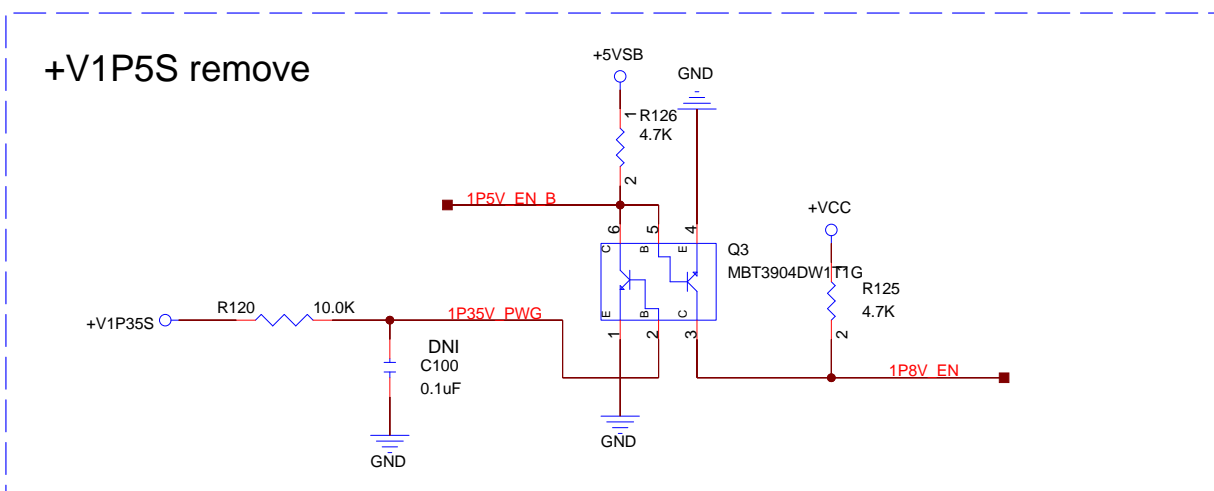 +V1P5S remove
+5VSB
GND
1
R126
4.7K
2
1P5V_EN_B
+VCC
6
5
4
C
B
E
Q3
MBT3904DW1T1G
1
R125
4.7K
2
+V1P35S
R120
10.0K
1P35V_PWG
E
B
C
1
2
3
DNI
C100
0.1uF
1P8V_EN
GND
GND